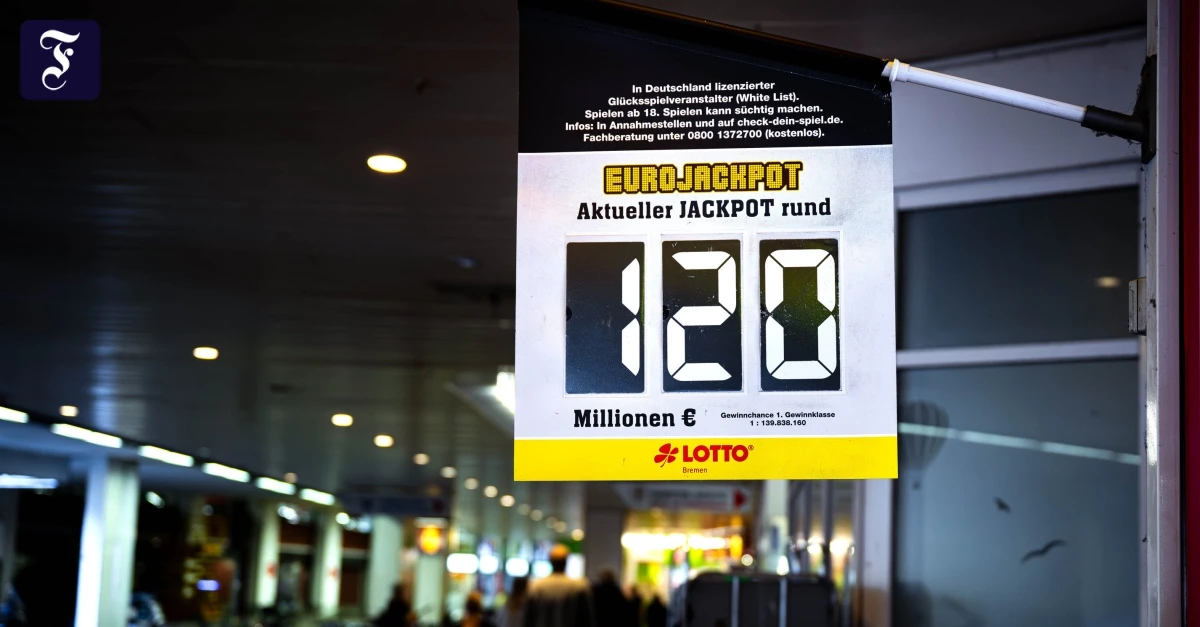 F
In Deutschland lizenzierter
Glücksspielveranstalter (White List).
Spielen ab 18. Spielen kann süchtig machen.
Infos: In Annahmestellen und auf check-dein-spiel.de.
Fachberatung unter 0800 1372700 (kostenlos).
EUROJACKPOT
Aktueller JACKPOT rund
120
Millionen €
Gewinnchance 1. Gewinnklasse
1 : 139.838.160
LOTTO®
Bremen